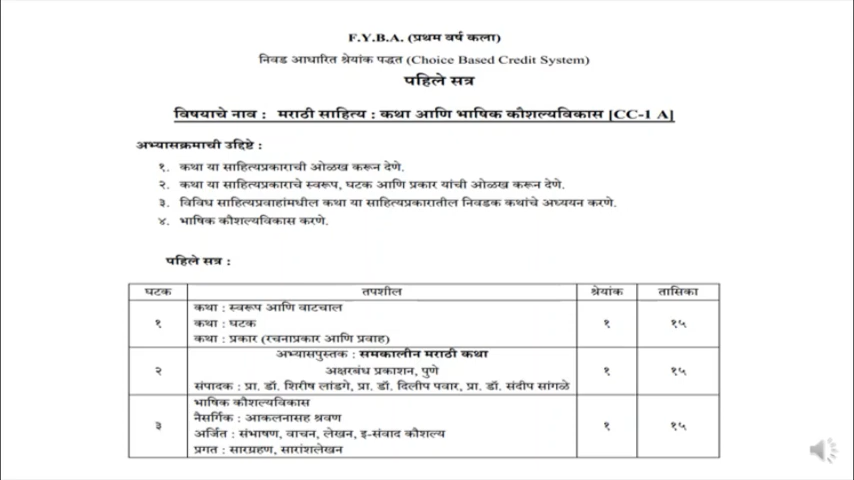 F.Y.B.A. (प्रथम वर्ष कला)
निवड आधारित श्रेयांक पद्धत (Choice Based Credit System)
पहिले सत्र
विषयाचे नाव : मराठी साहित्य : कथा आणि भाषिक कौशल्यविकास [CC-1 A]
अभ्यासक्रमाची उद्दिष्टे :
१. कथा या साहित्यप्रकाराची ओळख करून देणे.
२. कथा या साहित्यप्रकाराचे स्वरूप, घटक आणि प्रकार यांची ओळख करून देणे.
३. विविध साहित्यप्रवाहांमधील कथा या साहित्यप्रकारातील निवडक कथांचे अध्ययन करणे.
४. भाषिक कौशल्यविकास करणे.
पहिले सत्र :
घटक तपशील श्रेयांक तासिका
कथा : स्वरूप आणि वाटचाल
१ कथा : घटक १ १५
कथा : प्रकार (रचनाप्रकार आणि प्रवाह)
अभ्यासपुस्तक : समकालीन मराठी कथा
२ अक्षरबंध प्रकाशन, पुणे १ १५
संपादक : प्रा. डॉ. शिरीष लांडगे, प्रा. डॉ. दिलीप पवार, प्रा. डॉ. संदीप सांगळे
भाषिक कौशल्यविकास
नैसर्गिक : आकलनासह श्रवण
३ अर्जित : संभाषण, वाचन, लेखन, इ-संवाद कौशल्य १ १५
प्रगत : सारग्रहण, सारांशलेखन